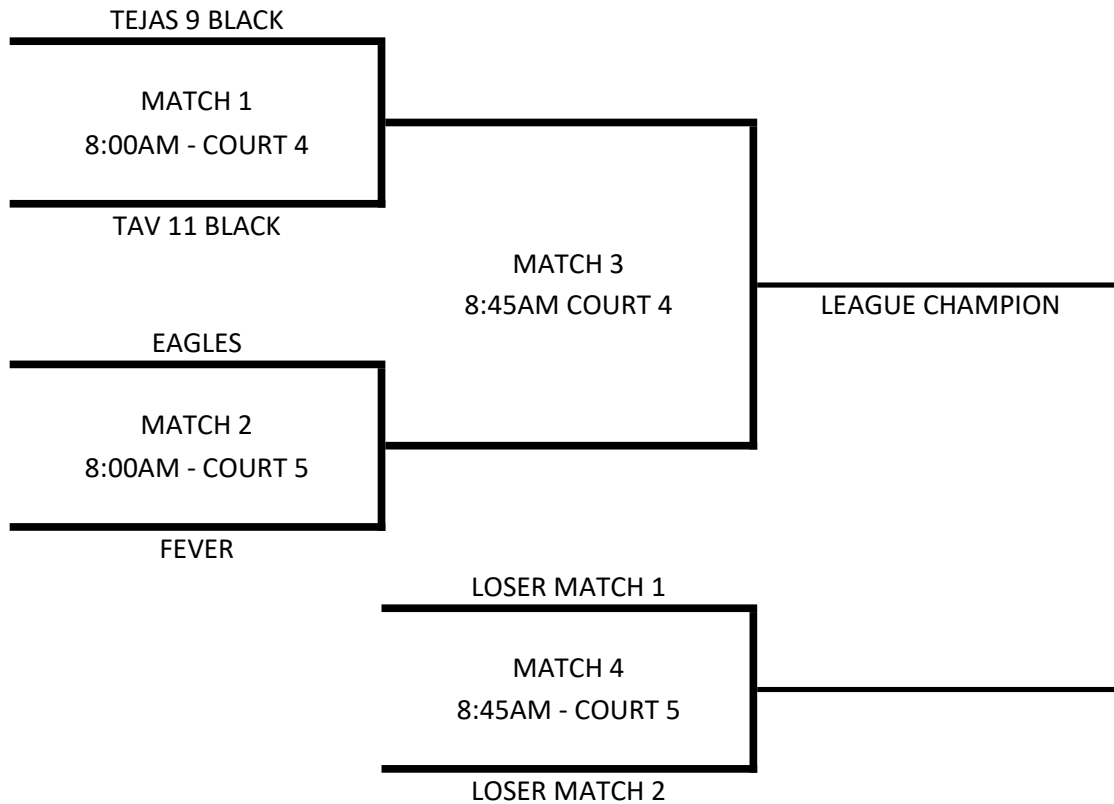 TEJAS 9 BLACK
MATCH 1
8:00AM - COURT 4
TAV 11 BLACK
MATCH 3
8:45AM COURT 4
LEAGUE CHAMPION
EAGLES
MATCH 2
8:00AM - COURT 5
FEVER
LOSER MATCH 1
MATCH 4
8:45AM - COURT 5
LOSER MATCH 2